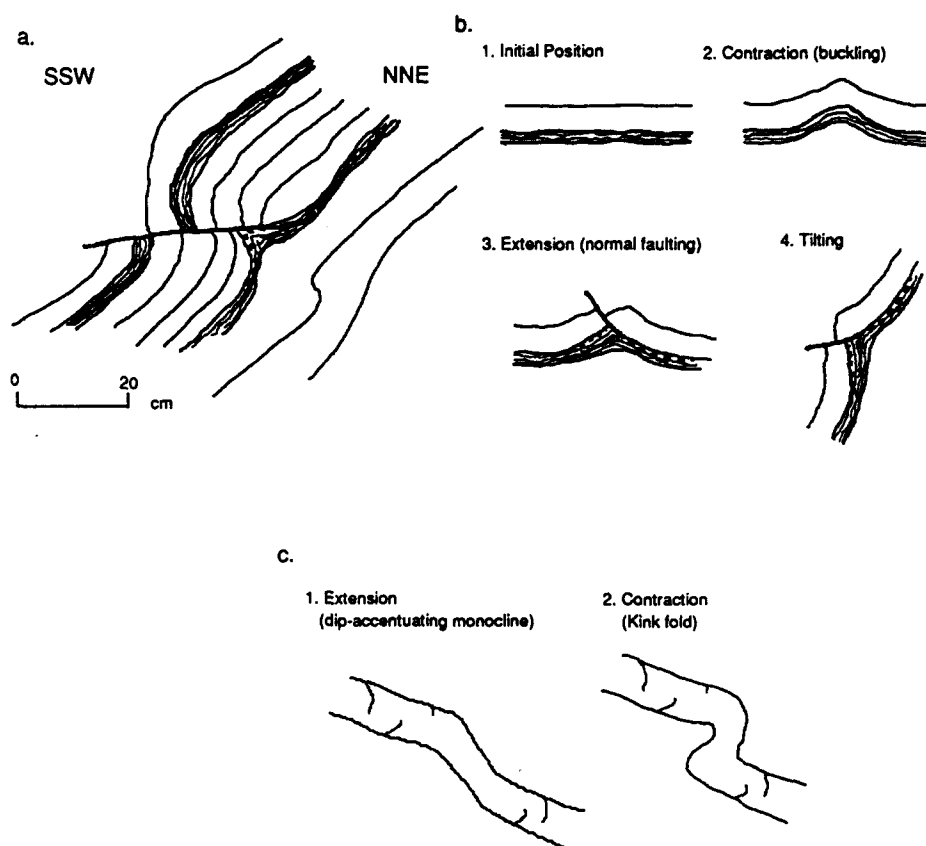 a.
SSW
NNE
0
20
cm
b.
1. Initial Position
2. Contraction (buckling)
3. Extension (normal faulting)
4. Tilting
c.
1. Extension
(dip-accentuating monocline)
2. Contraction
(Kink fold)